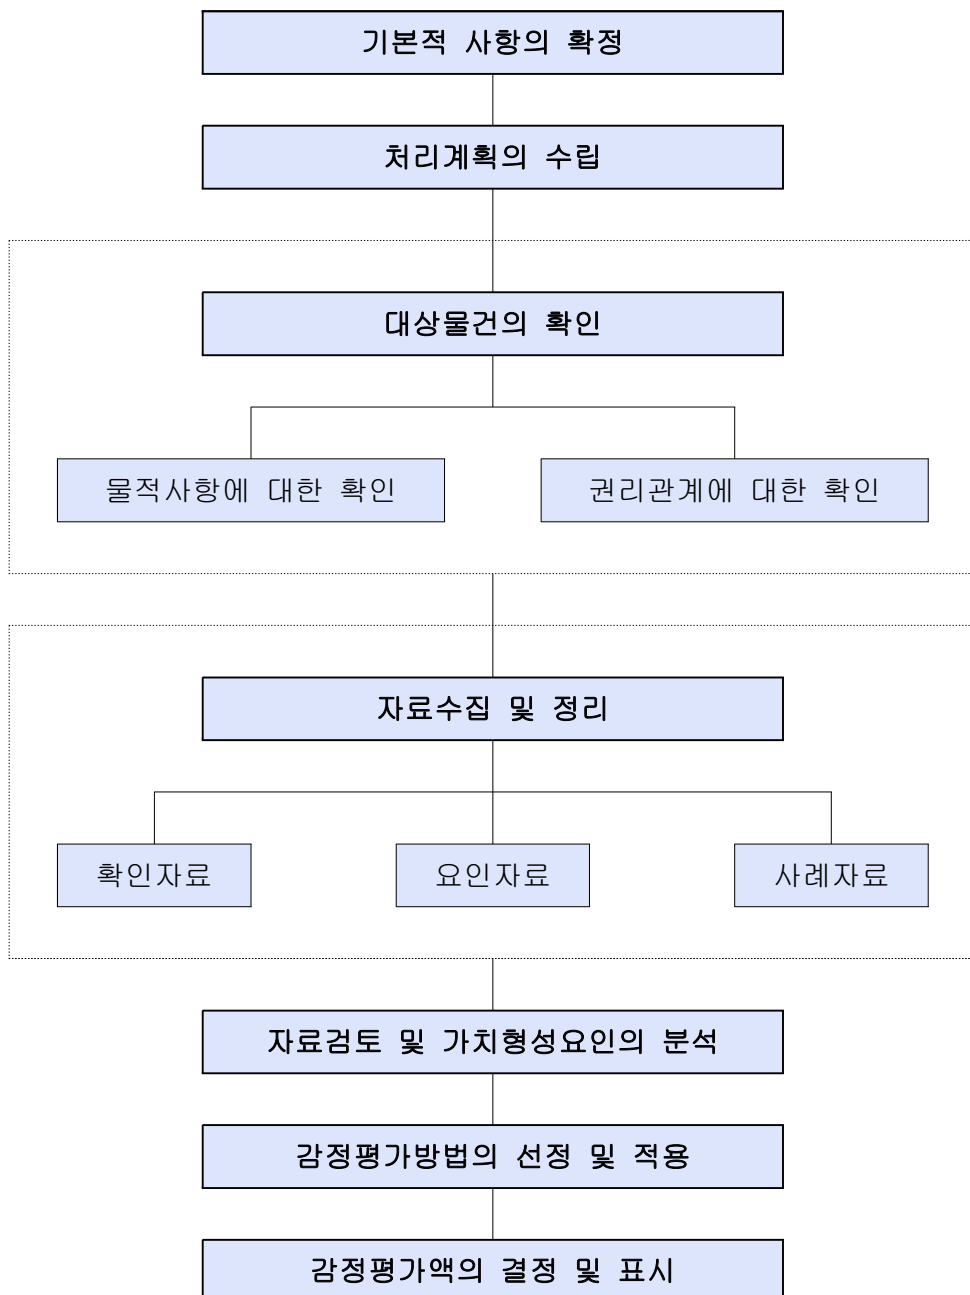 기본적 사항의 확정
처리계획의 수립
대상물건의 확인
물적사항에 대한 확인
권리관계에 대한 확인
자료수집 및 정리
확인자료
요인자료
사례자료
자료검토 및 가치형성요인의 분석
감정평가방법의 선정 및 적용
감정평가액의 결정 및 표시